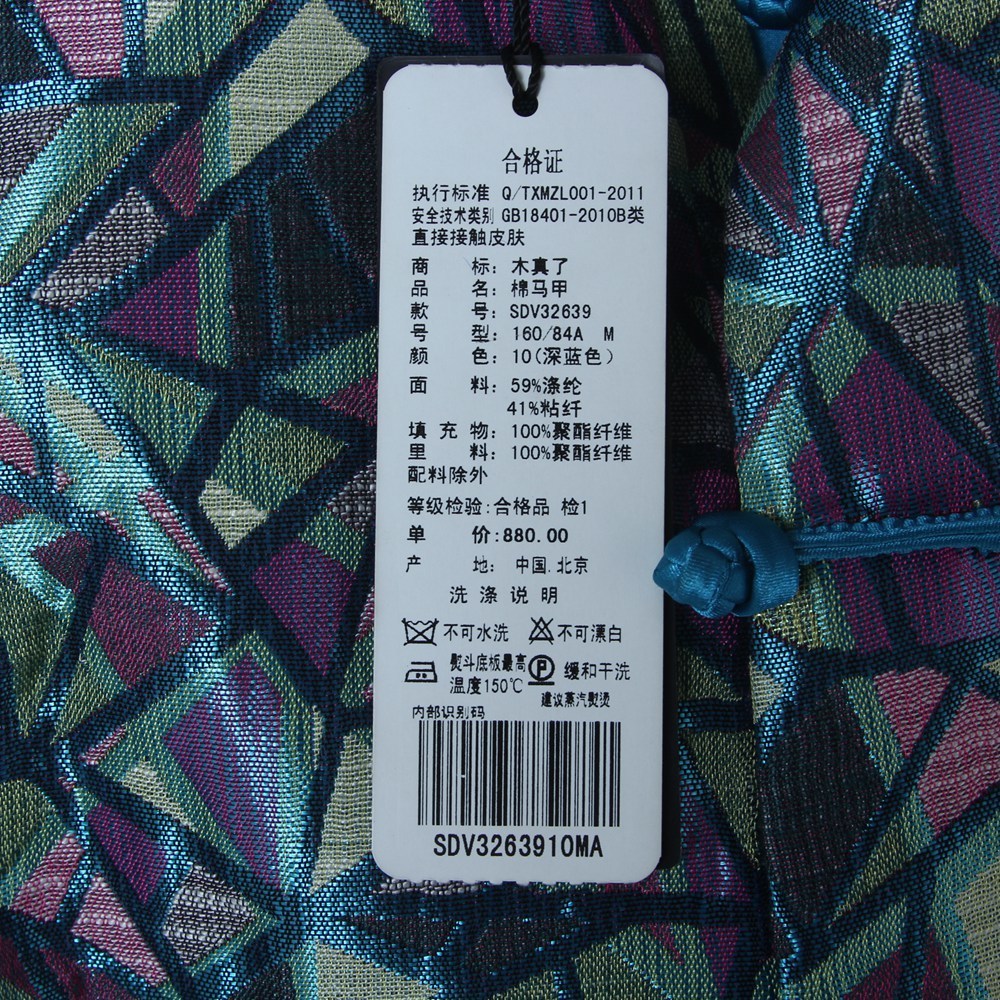 合格证
执行标准 Q/TXMZL001-2011
安全技术类别 GB18401-2010B类
直接接触皮肤
商 标：木真了
品 名：棉马甲
款 号：SDV32639
号 型：160/84A M
颜 色：10(深蓝色)
面 料：59%涤纶
41%粘纤
填 充 物：100%聚酯纤维
里 料：100%聚酯纤维
配料除外
等级检验:合格品 检1
单 价:880.00
产 地： 中国.北京
洗 涤 说 明
不可水洗 不可漂白
熨斗底板最高温度150℃ P 缓和干洗
建议蒸汽熨烫
内部识别码
SDV3263910MA